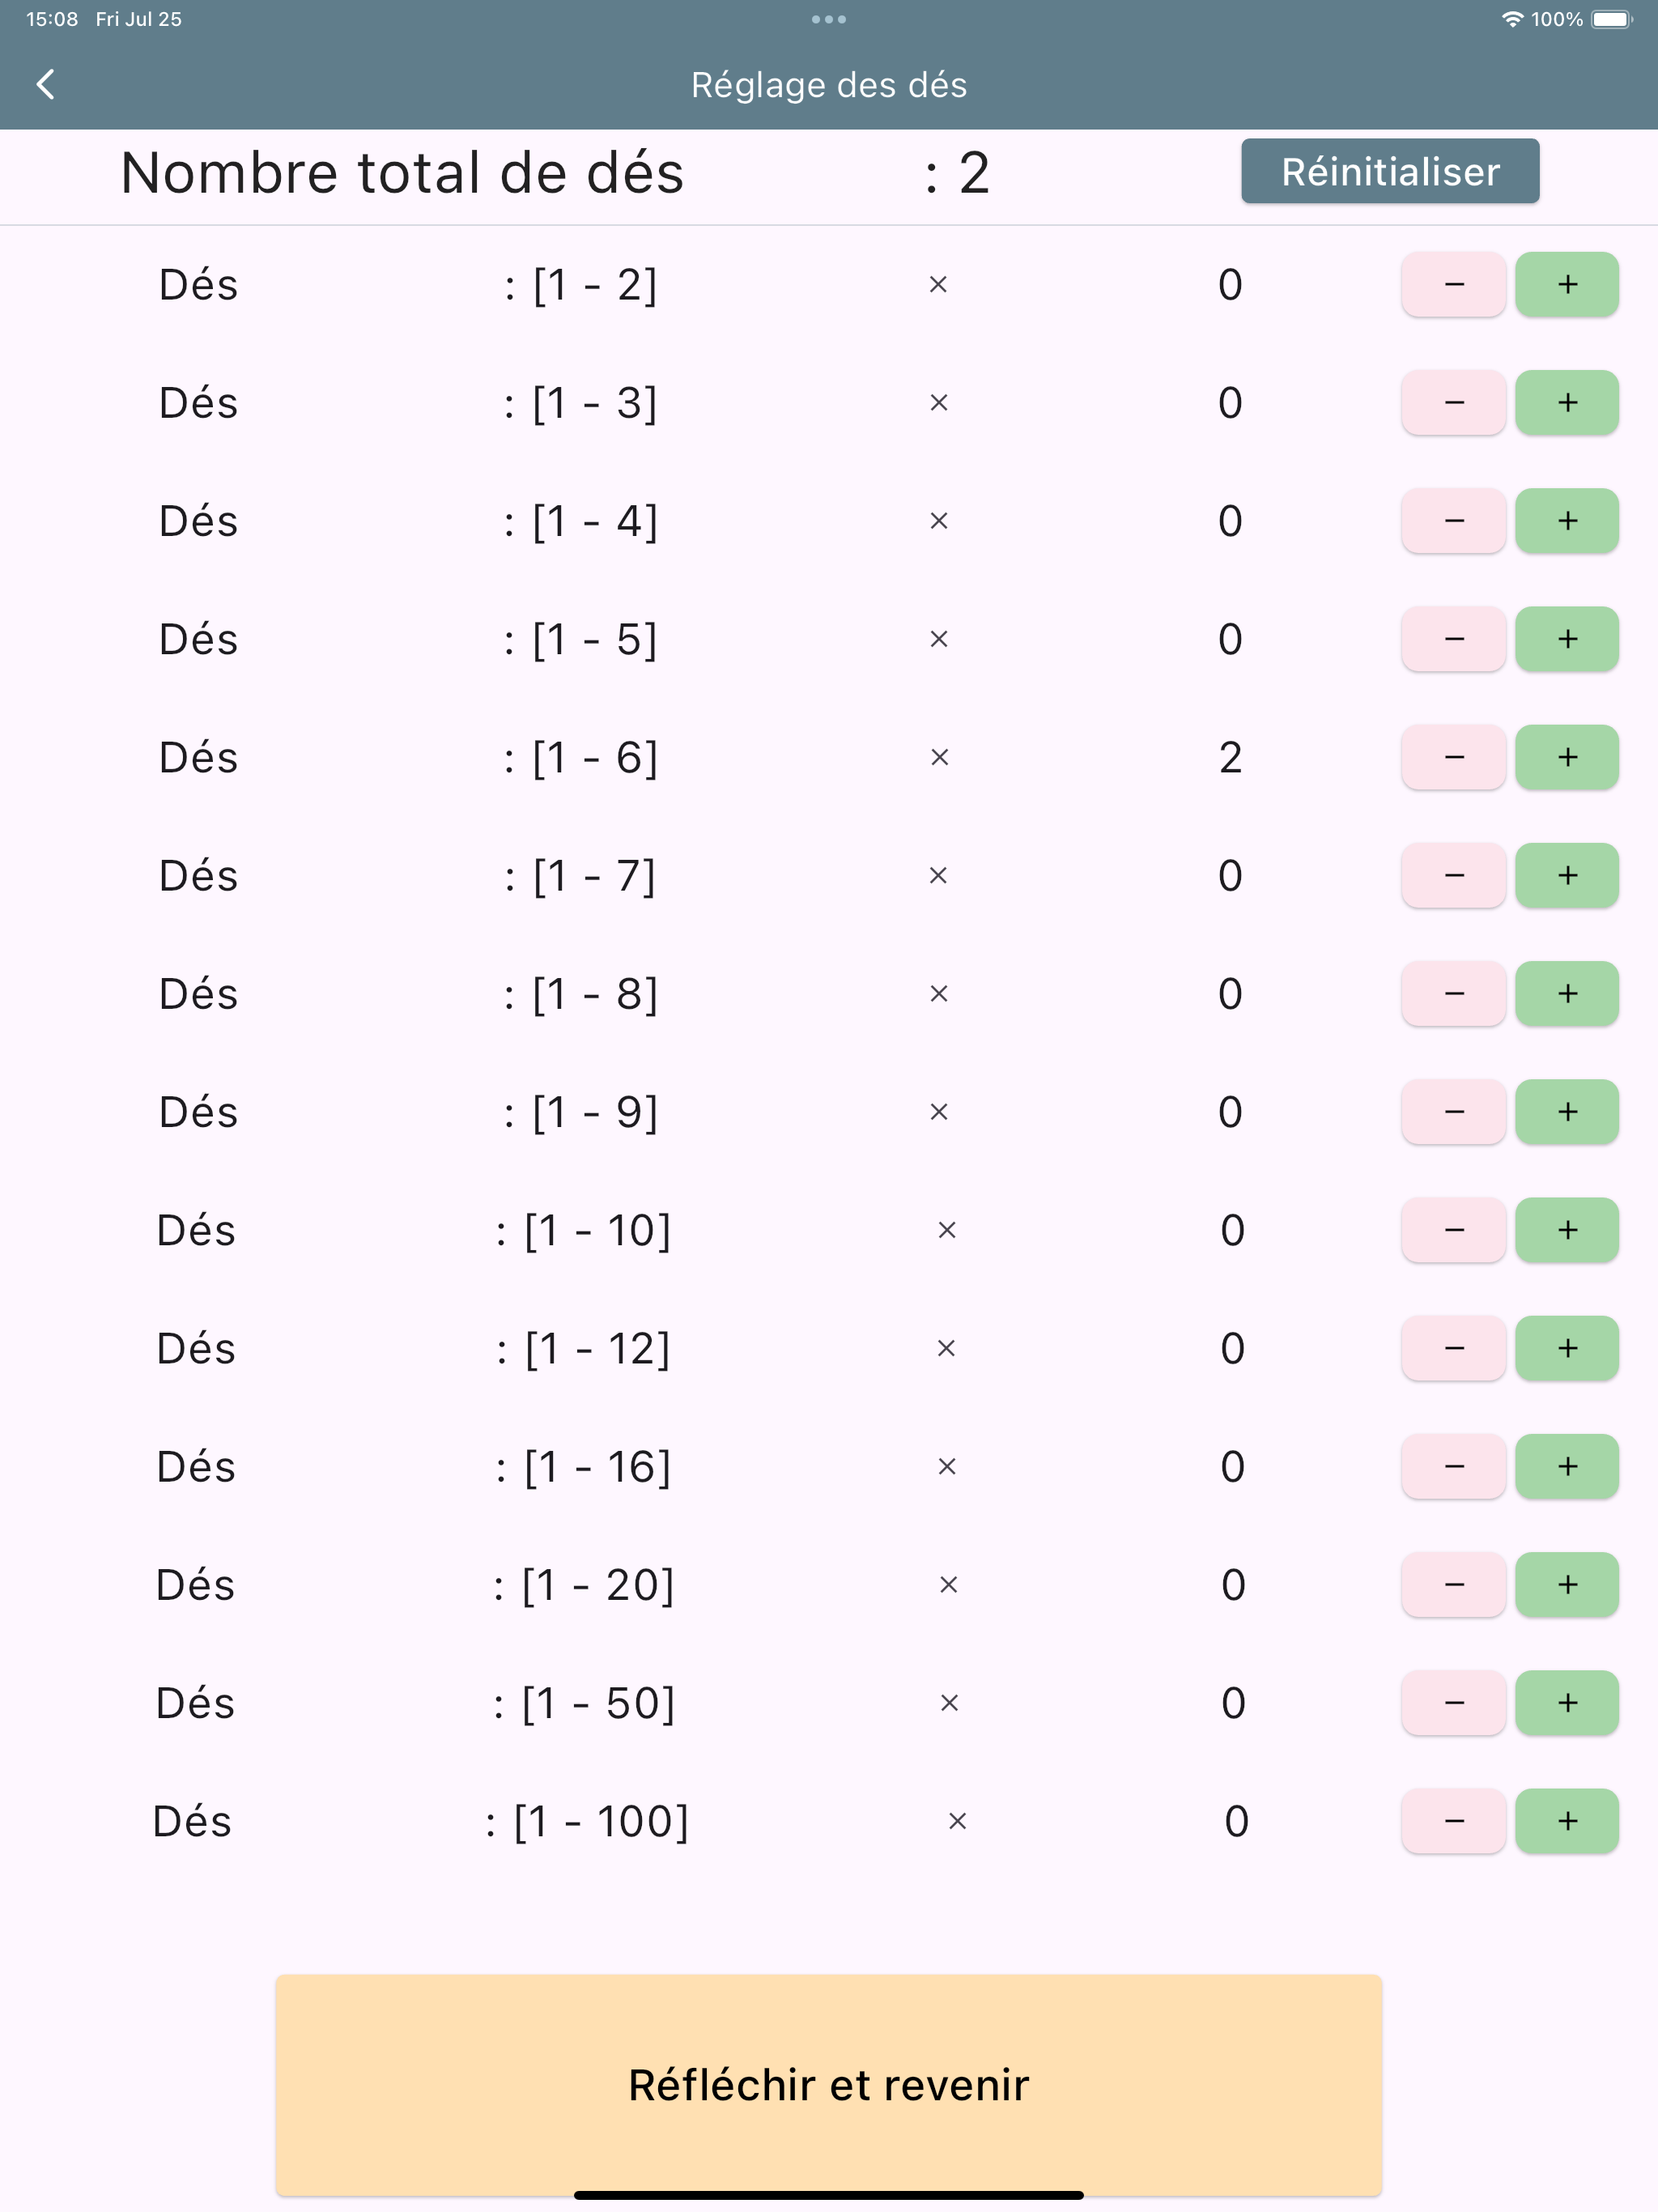 15:08 Fri Jul 25 100%
Réglage des dés
Nombre total de dés : 2 Réinitialiser
Dés : [1 - 2] × 0 − +
Dés : [1 - 3] × 0 − +
Dés : [1 - 4] × 0 − +
Dés : [1 - 5] × 0 − +
Dés : [1 - 6] × 2 − +
Dés : [1 - 7] × 0 − +
Dés : [1 - 8] × 0 − +
Dés : [1 - 9] × 0 − +
Dés : [1 - 10] × 0 − +
Dés : [1 - 12] × 0 − +
Dés : [1 - 16] × 0 − +
Dés : [1 - 20] × 0 − +
Dés : [1 - 50] × 0 − +
Dés : [1 - 100] × 0 − +
Réfléchir et revenir